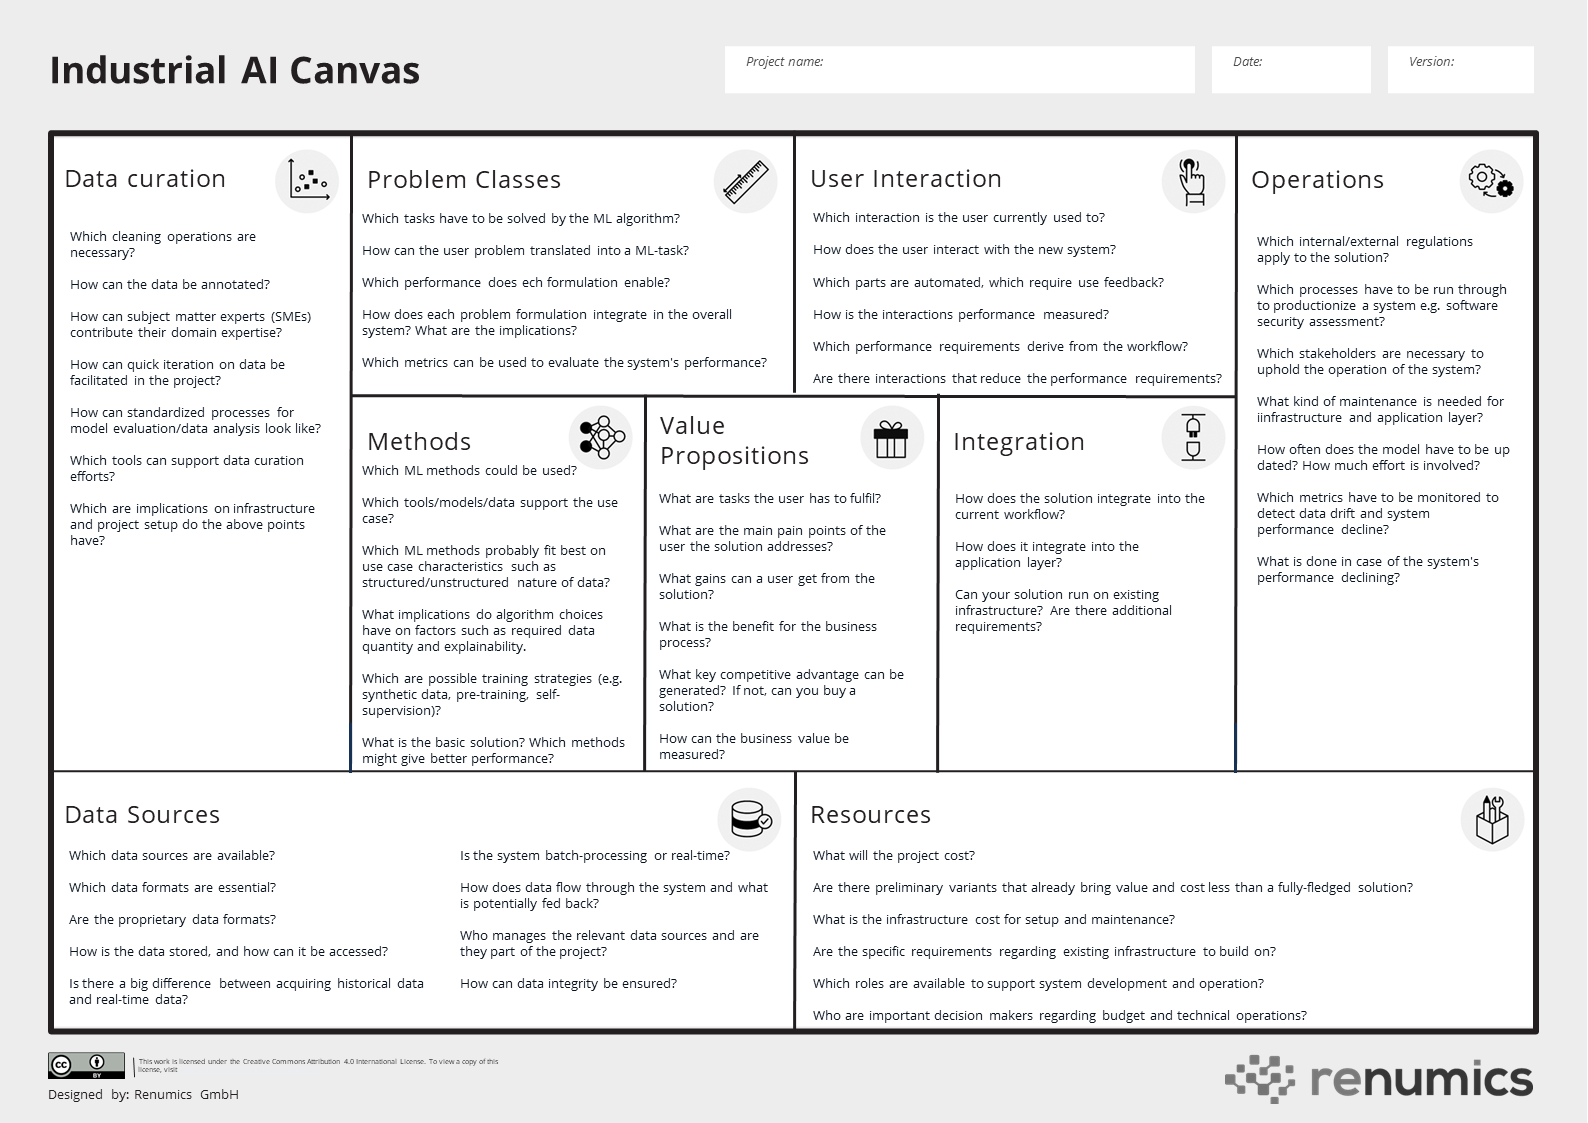 Industrial AI Canvas
Project name:
Date:
Version:
Data curation
Which cleaning operations are
necessary?
How can the data be annotated?
How can subject matter experts (SMEs)
contribute their domain expertise?
How can quick iteration on data be
facilitated in the project?
How can standardized processes for
model evaluation/data analysis look like?
Which tools can support data curation
efforts?
Which are implications on infrastructure
and project setup do the above points
have?
Problem Classes
Which tasks have to be solved by the ML algorithm?
How can the user problem translated into a ML-task?
Which performance does ech formulation enable?
How does each problem formulation integrate in the overall
system? What are the implications?
Which metrics can be used to evaluate the system's performance?
User Interaction
Which interaction is the user currently used to?
How does the user interact with the new system?
Which parts are automated, which require use feedback?
How is the interactions performance measured?
Which performance requirements derive from the workflow?
Are there interactions that reduce the performance requirements?
Operations
Which internal/external regulations
apply to the solution?
Which processes have to be run through
to productionize a system e.g. software
security assessment?
Which stakeholders are necessary to
uphold the operation of the system?
What kind of maintenance is needed for
iinfrastructure and application layer?
How often does the model have to be up
dated? How much effort is involved?
Which metrics have to be monitored to
detect data drift and system
performance decline?
What is done in case of the system's
performance declining?
Methods
Which ML methods could be used?
Which tools/models/data support the use
case?
Which ML methods probably fit best on
use case characteristics such as
structured/unstructured nature of data?
What implications do algorithm choices
have on factors such as required data
quantity and explainability.
Which are possible training strategies (e.g.
synthetic data, pre-training, self-
supervision)?
What is the basic solution? Which methods
might give better performance?
Value
Propositions
What are tasks the user has to fulfil?
What are the main pain points of the
user the solution addresses?
What gains can a user get from the
solution?
What is the benefit for the business
process?
What key competitive advantage can be
generated? If not, can you buy a
solution?
How can the business value be
measured?
Integration
How does the solution integrate into the
current workflow?
How does it integrate into the
application layer?
Can your solution run on existing
infrastructure? Are there additional
requirements?
Data Sources
Which data sources are available?
Which data formats are essential?
Are the proprietary data formats?
How is the data stored, and how can it be accessed?
Is there a big difference between acquiring historical data
and real-time data?
Is the system batch-processing or real-time?
How does data flow through the system and what
is potentially fed back?
Who manages the relevant data sources and are
they part of the project?
How can data integrity be ensured?
Resources
What will the project cost?
Are there preliminary variants that already bring value and cost less than a fully-fledged solution?
What is the infrastructure cost for setup and maintenance?
Are the specific requirements regarding existing infrastructure to build on?
Which roles are available to support system development and operation?
Who are important decision makers regarding budget and technical operations?
cc
BY
This work is licensed under the Creative Commons Attribution 4.0 International License. To view a copy of this
license, visit
Designed by: Renumics GmbH
renumics